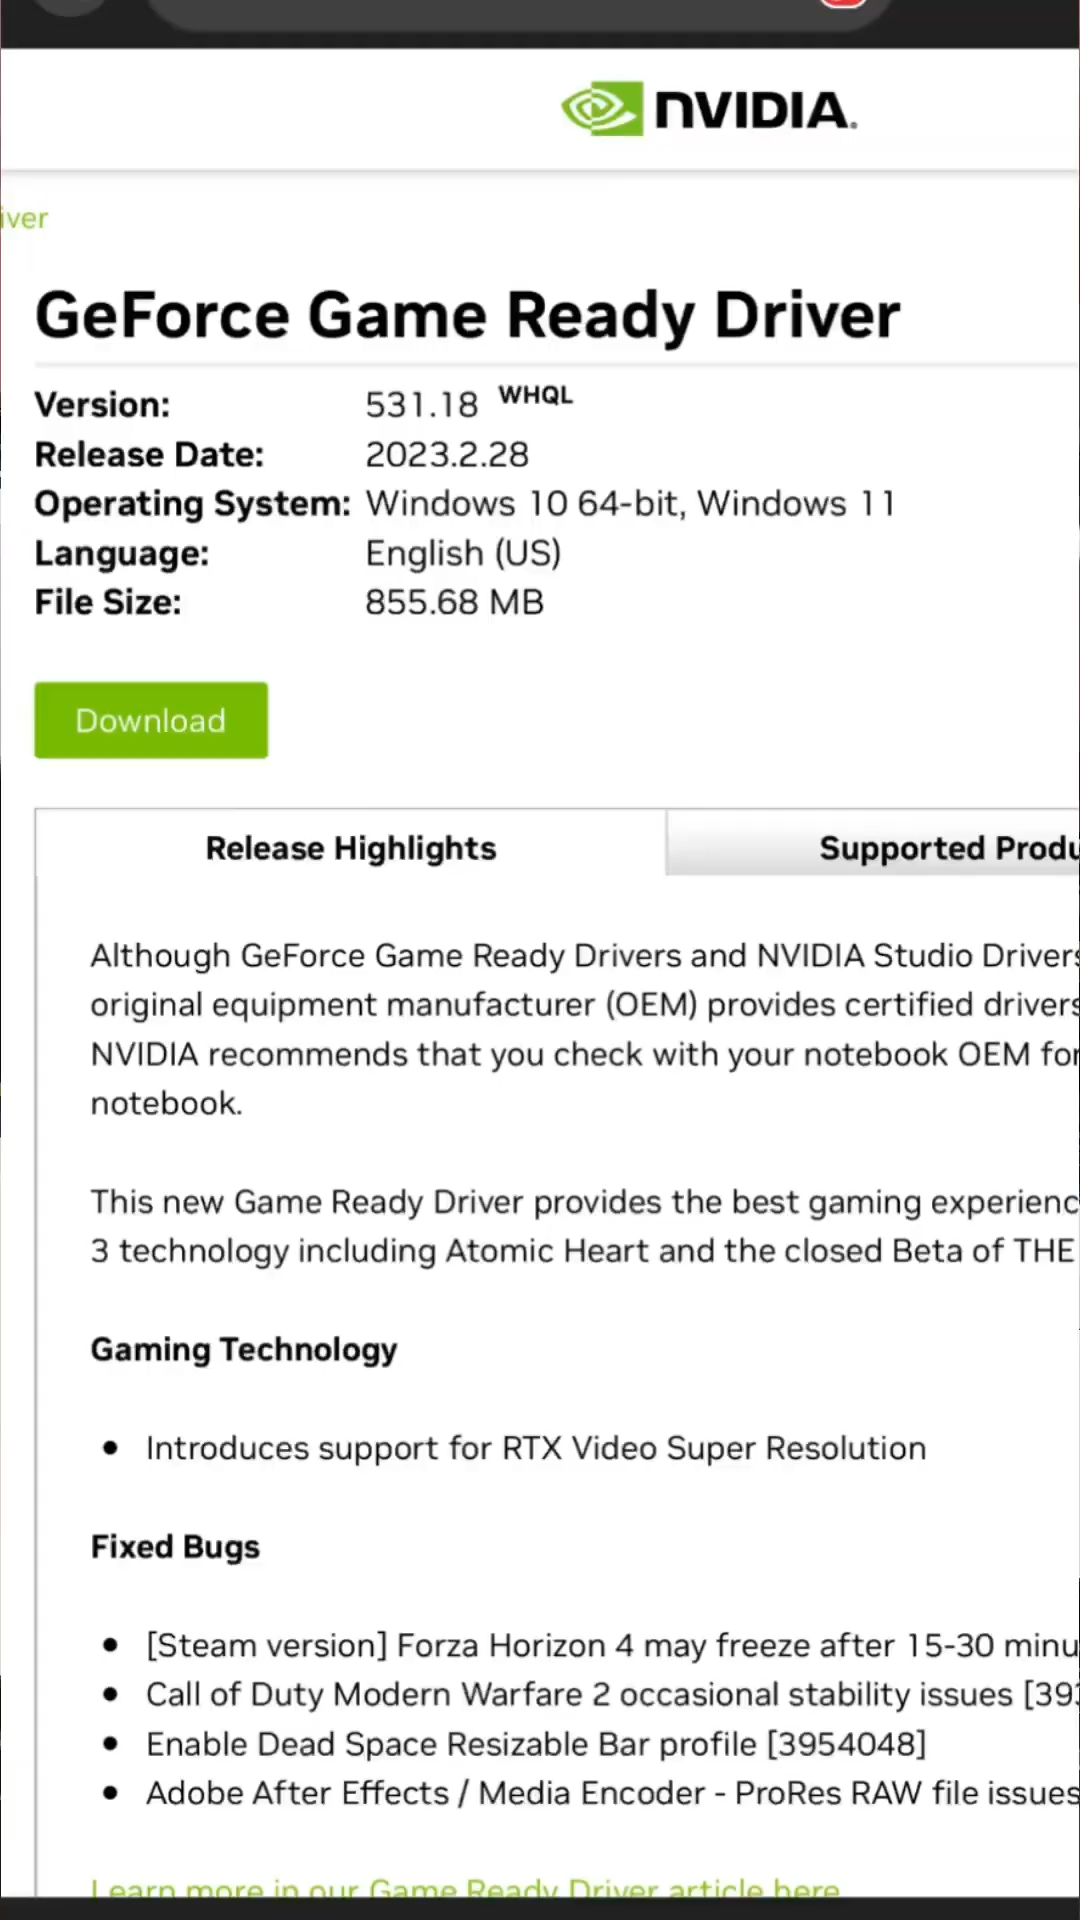 NVIDIA.
iver
GeForce Game Ready Driver
Version: 531.18 WHQL
Release Date: 2023.2.28
Operating System: Windows 10 64-bit, Windows 11
Language: English (US)
File Size: 855.68 MB
Download
Release Highlights Supported Produ
Although GeForce Game Ready Drivers and NVIDIA Studio Drivers
original equipment manufacturer (OEM) provides certified drivers
NVIDIA recommends that you check with your notebook OEM for
notebook.
This new Game Ready Driver provides the best gaming experienc
3 technology including Atomic Heart and the closed Beta of THE
Gaming Technology
• Introduces support for RTX Video Super Resolution
Fixed Bugs
• [Steam version] Forza Horizon 4 may freeze after 15-30 minu
• Call of Duty Modern Warfare 2 occasional stability issues [393
• Enable Dead Space Resizable Bar profile [3954048]
• Adobe After Effects / Media Encoder - ProRes RAW file issues
Learn more in our Game Ready Driver article here